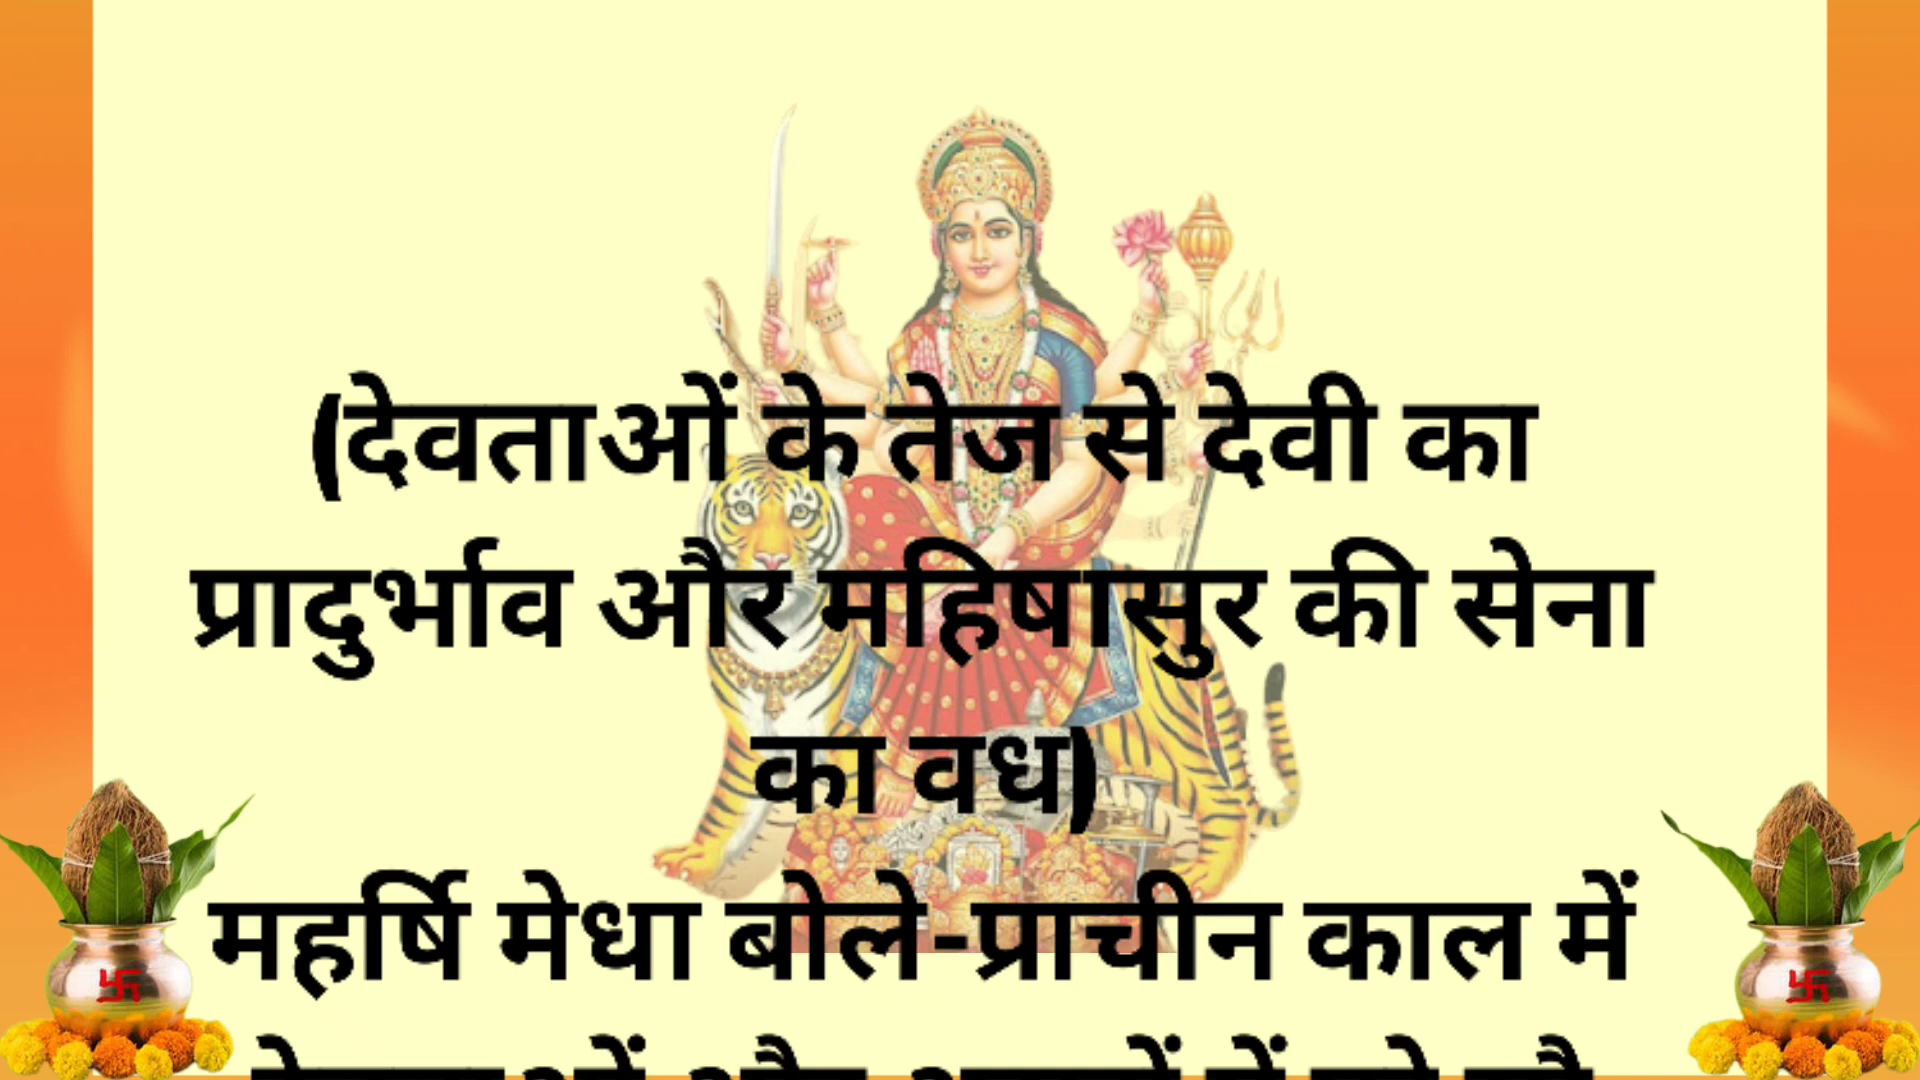 (देवताओं के तेज से देवी का
प्रादुर्भाव और महिषासुर की सेना
का वध)
महर्षि मेधा बोले-प्राचीन काल में